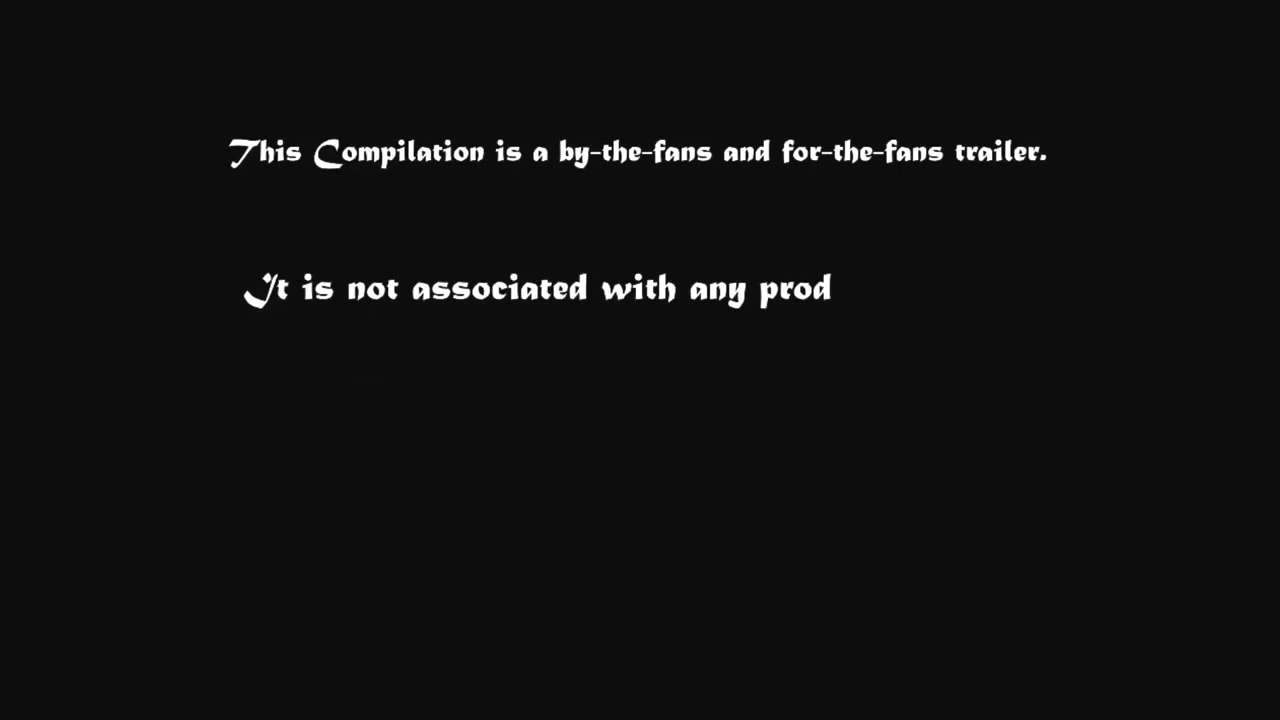 This Compilation is a by-the-fans and for-the-fans trailer.
It is not associated with any prod